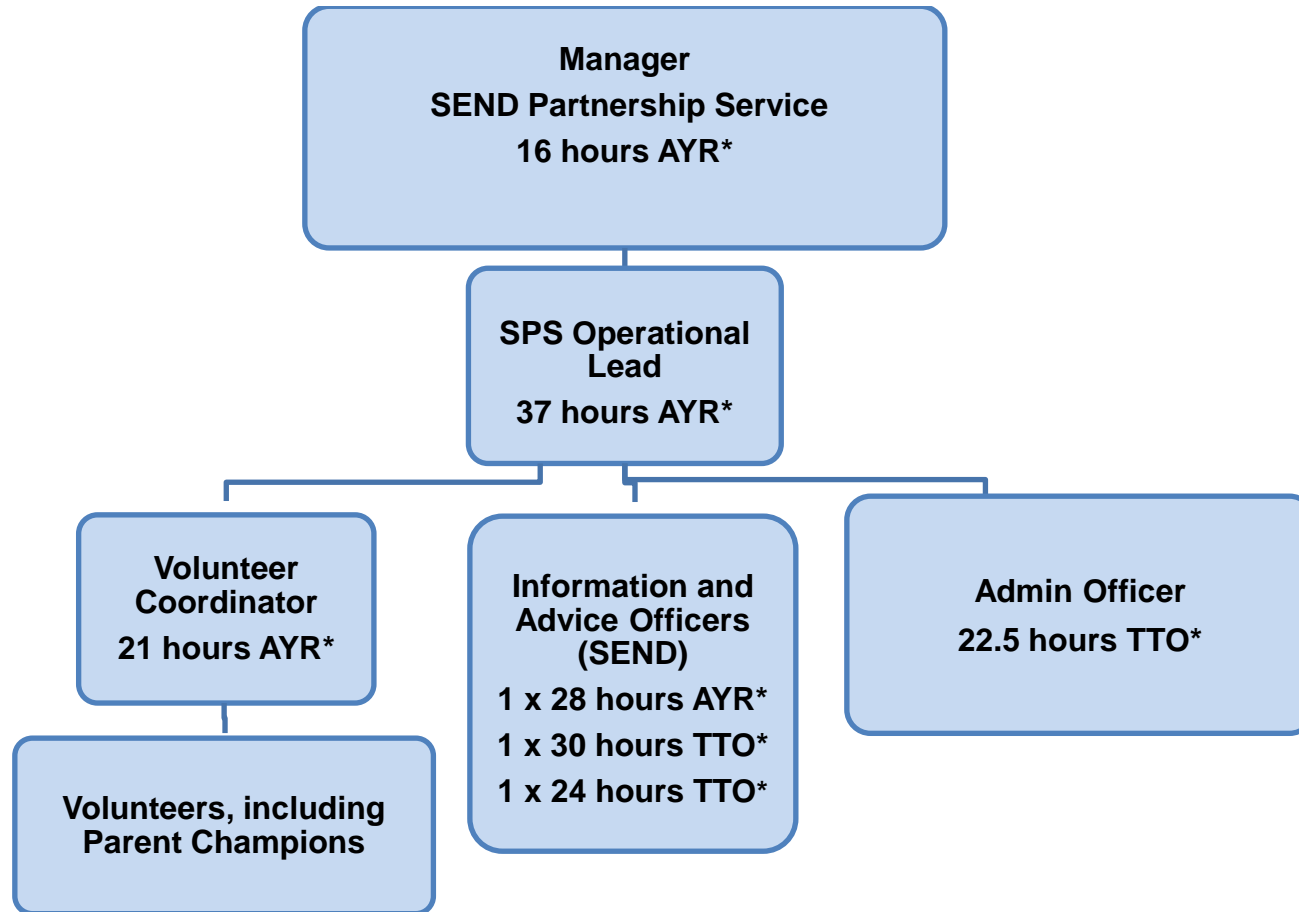 Manager
SEND Partnership Service
16 hours AYR*
SPS Operational
Lead
37 hours AYR*
Volunteer
Coordinator
21 hours AYR*
Information and
Advice Officers
(SEND)
1 x 28 hours AYR*
1 x 30 hours TTO*
1 x 24 hours TTO*
Admin Officer
22.5 hours TTO*
Volunteers, including
Parent Champions